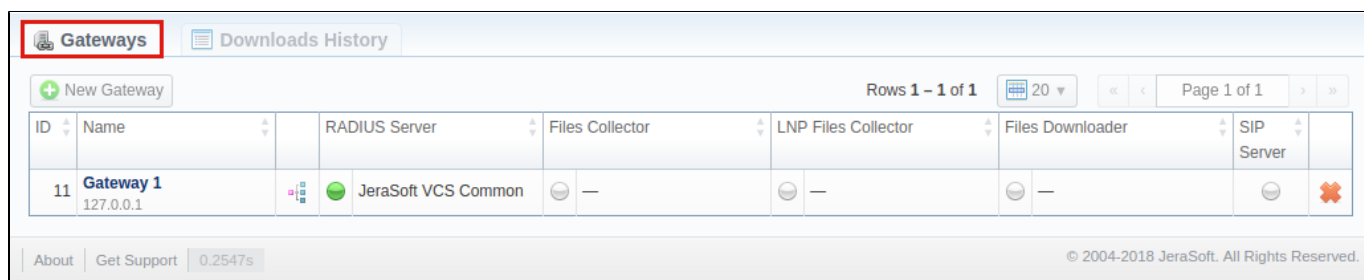 Gateways Downloads History
New Gateway Rows 1 – 1 of 1 20 ▾ « ‹ Page 1 of 1 › »
ID Name RADIUS Server Files Collector LNP Files Collector Files Downloader SIP
Server
11 Gateway 1 JeraSoft VCS Common — — —
127.0.0.1
About Get Support 0.2547s © 2004-2018 JeraSoft. All Rights Reserved.